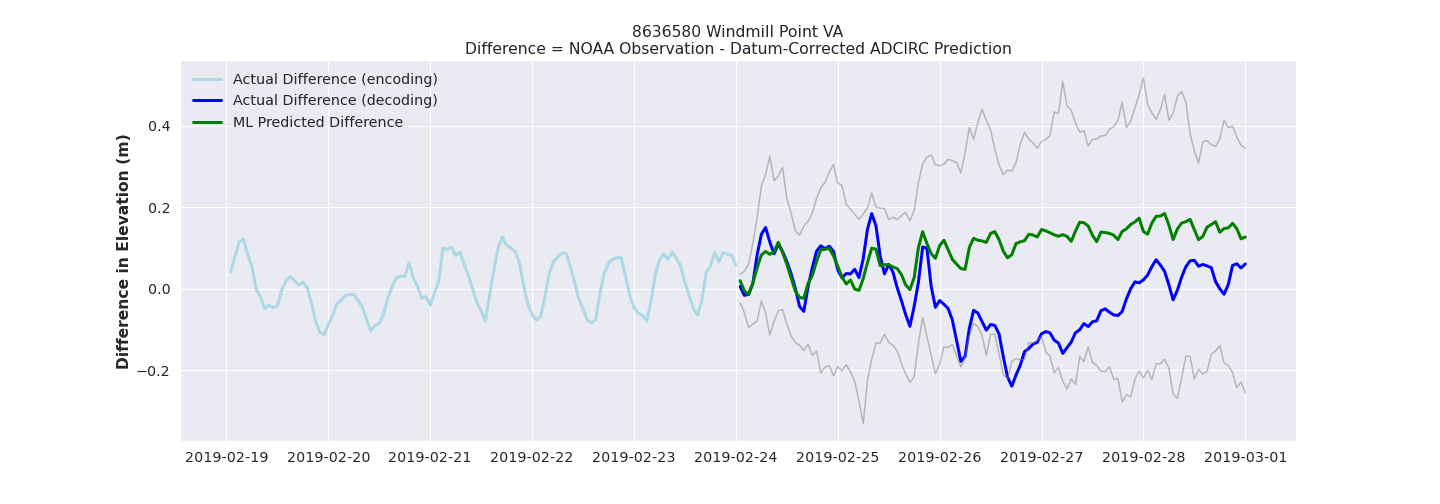 8636580 Windmill Point VA
Difference = NOAA Observation - Datum-Corrected ADCIRC Prediction
Actual Difference (encoding)
Actual Difference (decoding)
ML Predicted Difference
Difference in Elevation (m)
0.4
0.2
0.0
−0.2
2019-02-19 2019-02-20 2019-02-21 2019-02-22 2019-02-23 2019-02-24 2019-02-25 2019-02-26 2019-02-27 2019-02-28 2019-03-01